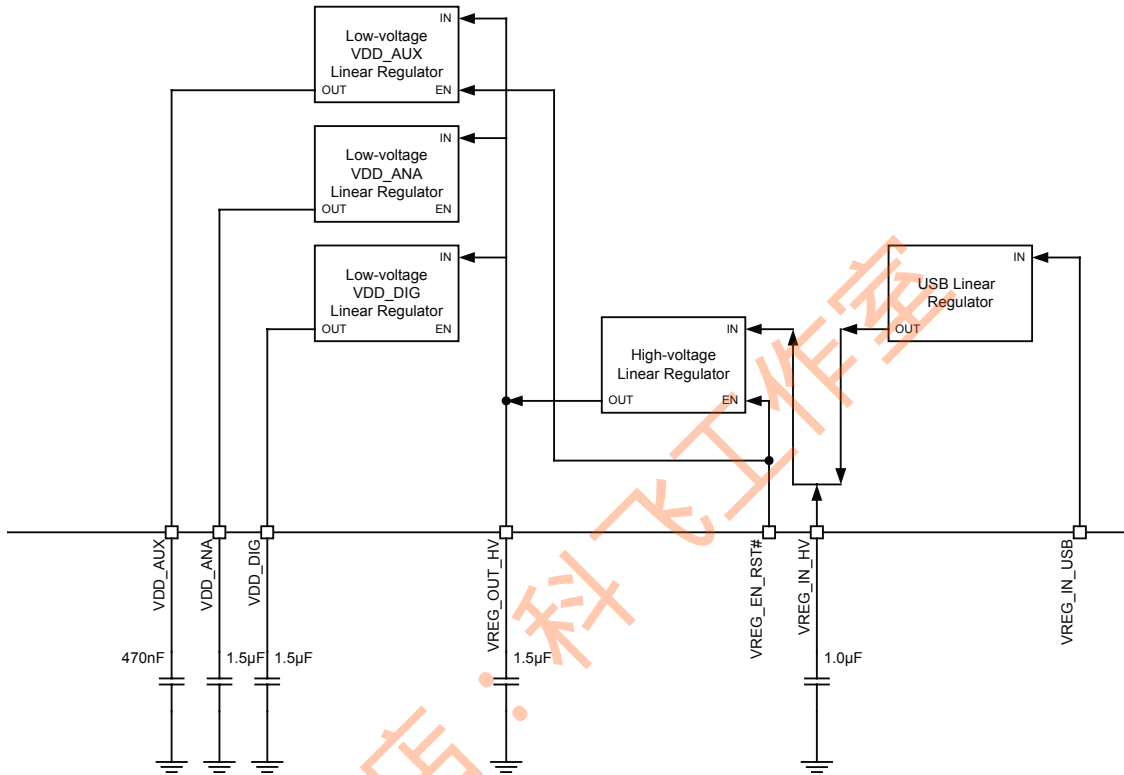 IN
Low-voltage
VDD_AUX
Linear Regulator
OUT
EN
IN
Low-voltage
VDD_ANA
Linear Regulator
OUT
EN
IN
Low-voltage
VDD_DIG
Linear Regulator
OUT
EN
IN
USB Linear
Regulator
OUT
IN
High-voltage
Linear Regulator
OUT
EN
VDD_AUX
VDD_ANA
VDD_DIG
VREG_OUT_HV
VREG_EN_RST#
VREG_IN_HV
VREG_IN_USB
470nF
1.5µF
1.5µF
1.5µF
1.0µF
店：科飞工作室